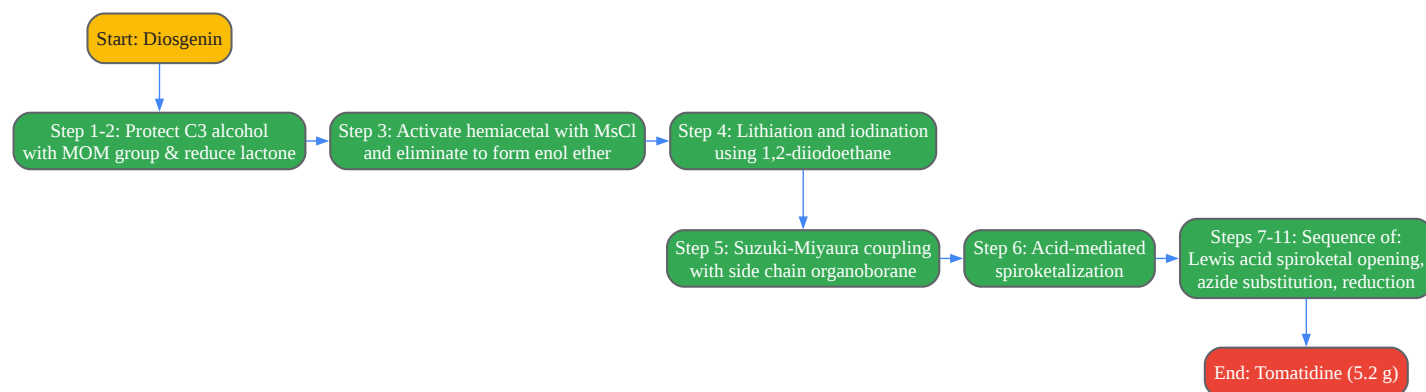 Start: Diosgenin
Step 1-2: Protect C3 alcohol
with MOM group & reduce lactone
Step 3: Activate hemiacetal with MsCl
and eliminate to form enol ether
Step 4: Lithiation and iodination
using 1,2-diiodoethane
Step 5: Suzuki-Miyaura coupling
with side chain organoborane
Step 6: Acid-mediated
spiroketalization
Steps 7-11: Sequence of:
Lewis acid spiroketal opening,
azide substitution, reduction
End: Tomatidine (5.2 g)